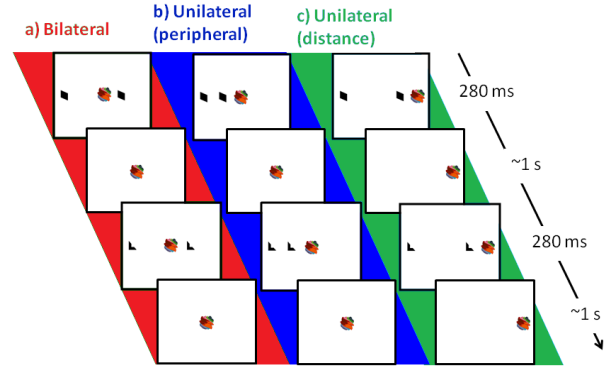 a) Bilateral
b) Unilateral
(peripheral)
c) Unilateral
(distance)
280 ms
~1 s
280 ms
~1 s